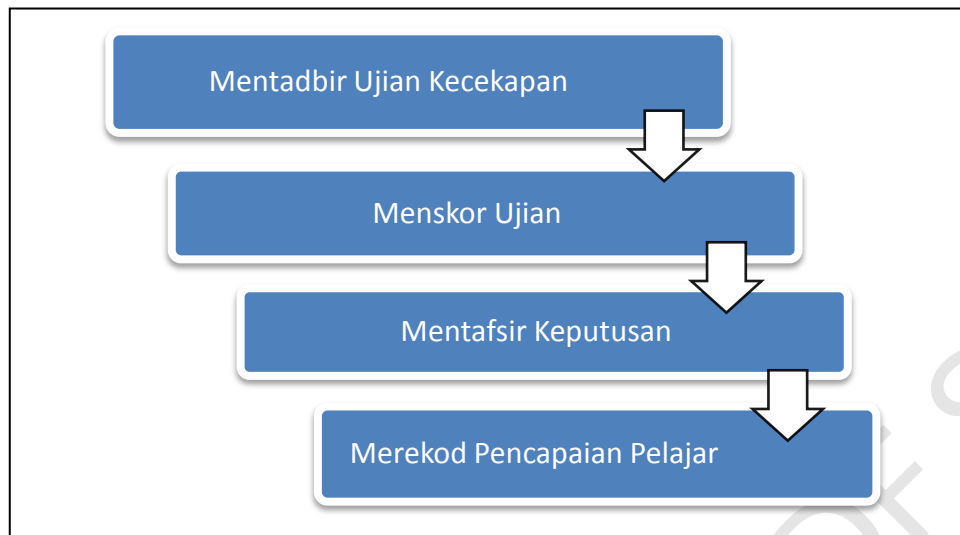 Mentadbir Ujian Kecekapan
Menskor Ujian
Mentafsir Keputusan
Merekod Pencapaian Pelajar